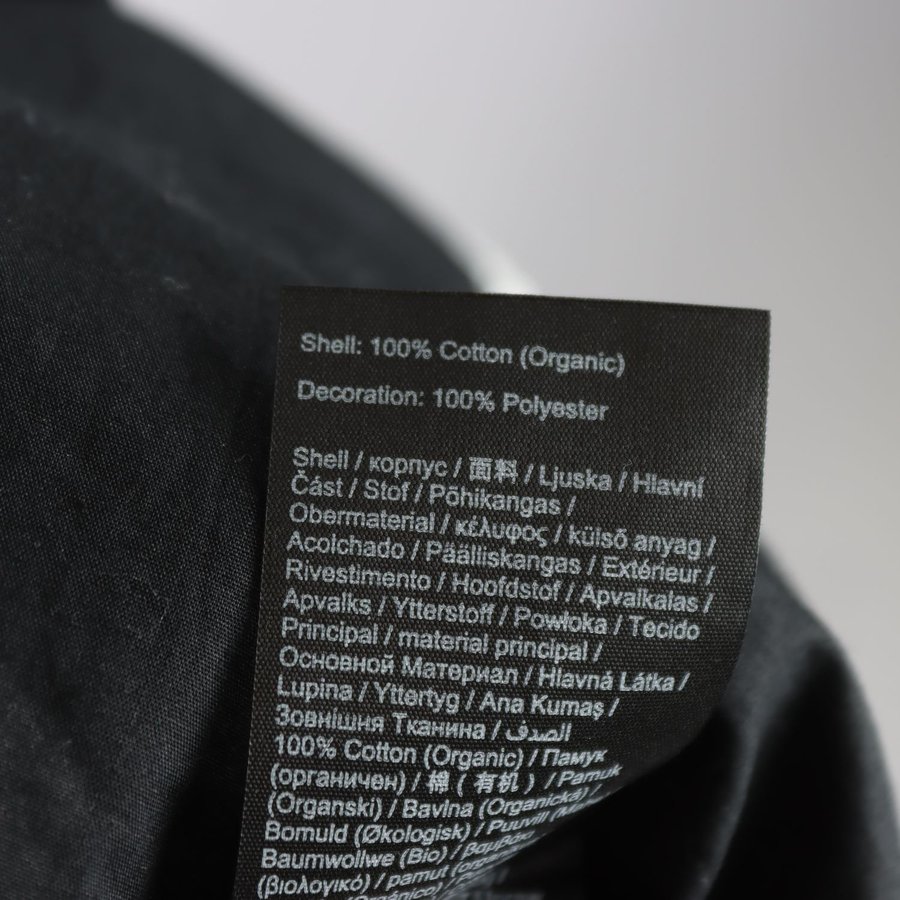 Shell: 100% Cotton (Organic)
Decoration: 100% Polyester
Shell / корпус / 面料 / Ljuska / Hlavní
Část / Stof / Põhikangas /
Obermaterial / κέλυφος / külső anyag /
Acolchado / Päälliskangas / Extérieur /
Rivestimento / Hoofdstof / Apvalkalas /
Apvalks / Ytterstoff / Powłoka / Tecido
Principal / material principal /
Основной Материал / Hlavná Látka /
Lupina / Yttertyg / Ana Kumaş /
Зовнішня Тканина / الصدف
100% Cotton (Organic) / Памук
(органичен) / 棉 ( 有机 ) / Pamuk
(Organski) / Bavlna (Organická) /
Bomuld (Økologisk) / Puuvill
Baumwollwe (Bio) / βαμβάκι
(βιολογικό) / pamut